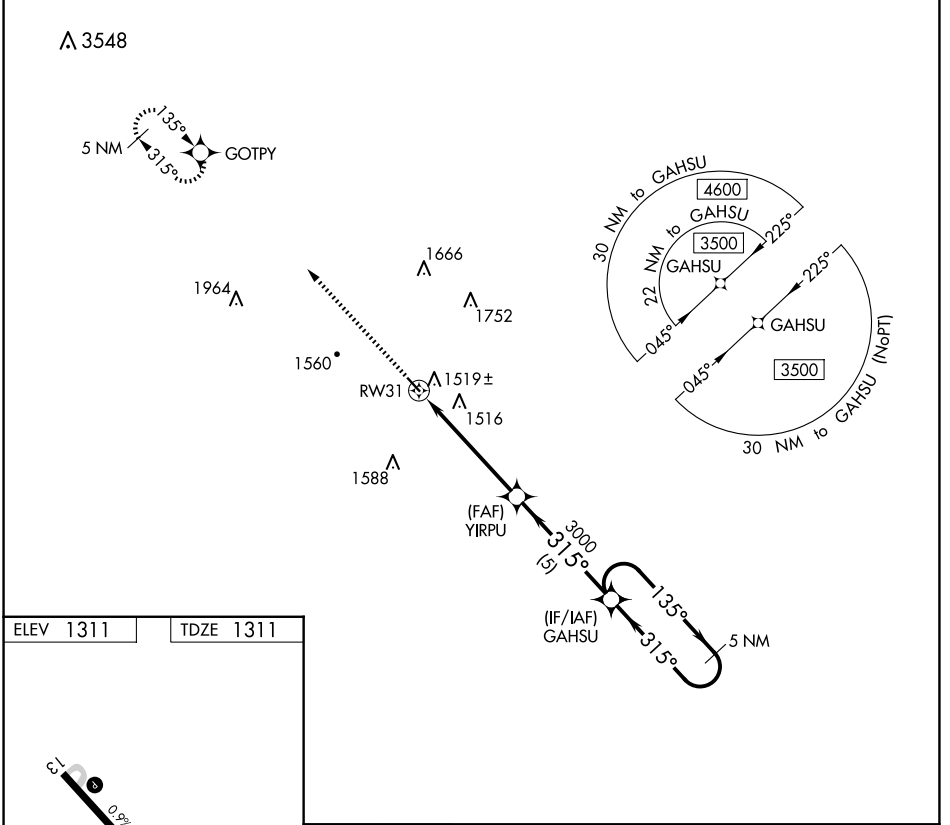 3548
135°
5 NM
315°
GOTPY
30 NM to GAHSU
4600
22 NM to GAHSU
3500
225°
GAHSU
045°
1666
1964
1752
225°
GAHSU
045°
3500
30 NM to GAHSU (NoPT)
1560
RW31
1519±
1516
1588
(FAF)
YIRPU
3000
315°
(5)
(IF/IAF)
GAHSU
135°
315°
5 NM
ELEV 1311
TDZE 1311
13
P
0.9%